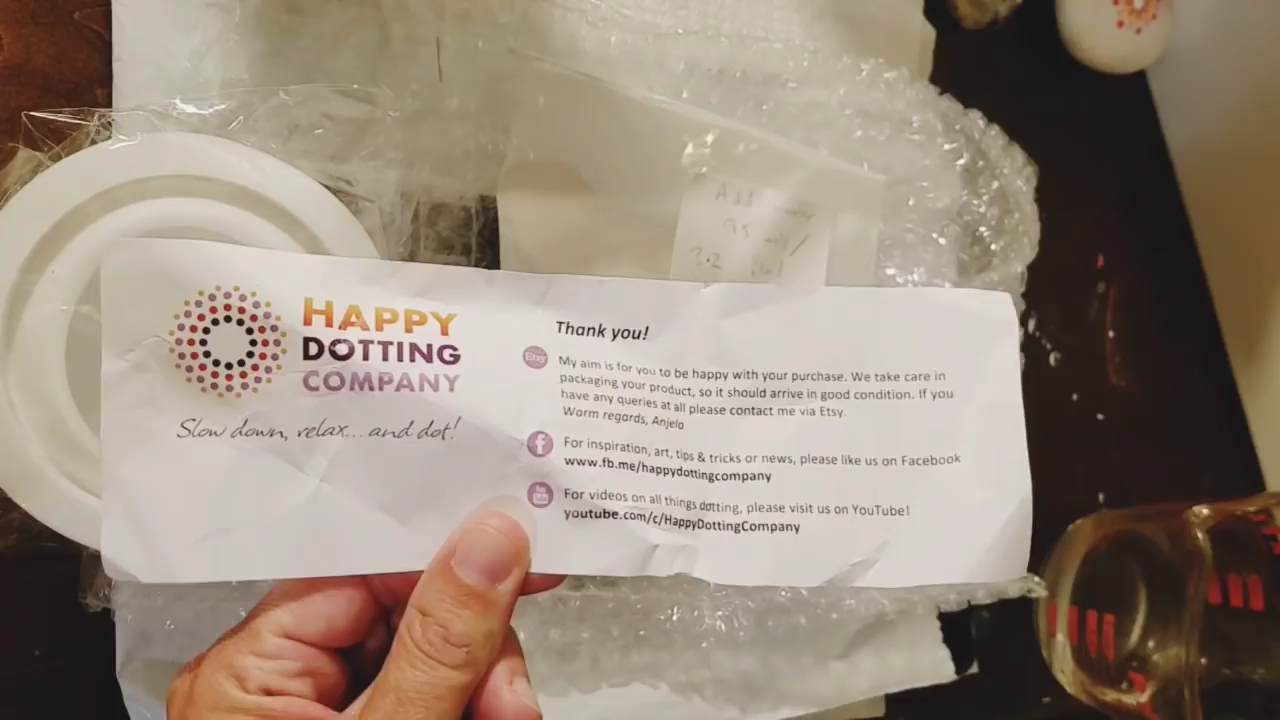 HAPPY
DOTTING
COMPANY
Slow down, relax... and dot!
Thank you!
Etsy
My aim is for you to be happy with your purchase. We take care in
packaging your product, so it should arrive in good condition. If you
have any queries at all please contact me via Etsy.
Warm regards, Anjela
f
For inspiration, art, tips & tricks or news, please like us on Facebook
www.fb.me/happydottingcompany
You
Tube
For videos on all things dotting, please visit us on YouTube!
youtube.com/c/HappyDottingCompany
Add